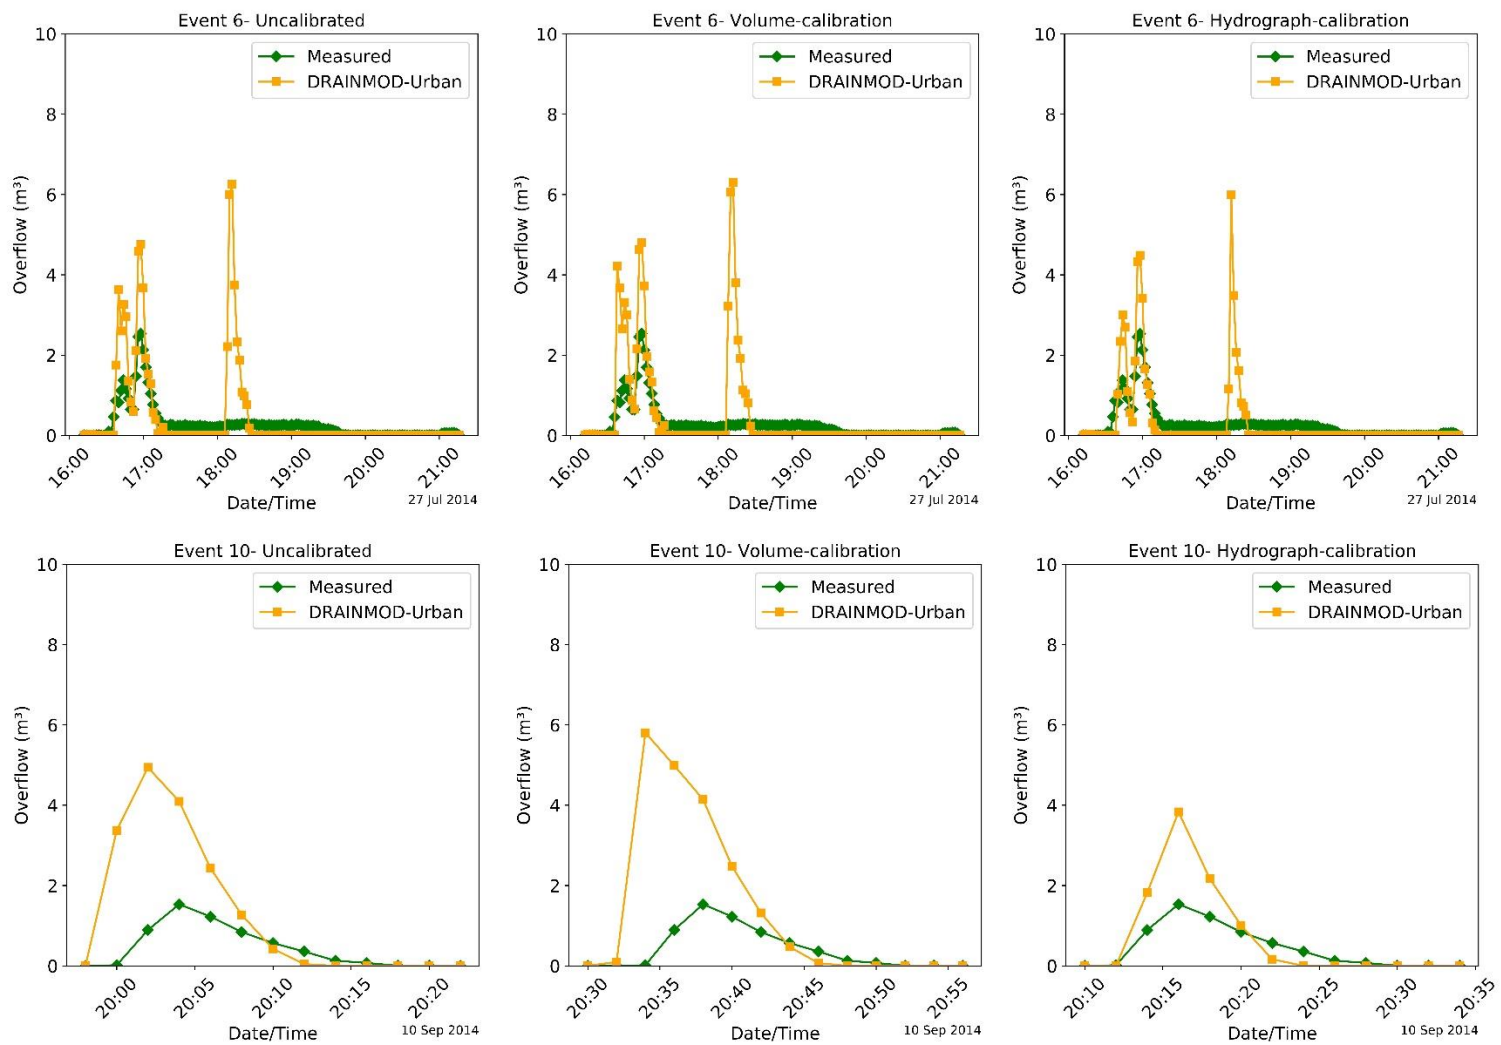 Event 6- Uncalibrated
10
8
6
4
2
0
Overflow (m³)
Measured
DRAINMOD-Urban
16:00
17:00
18:00
19:00
20:00
21:00
Date/Time
27 Jul 2014
Event 6- Volume-calibration
10
8
6
4
2
0
Overflow (m³)
Measured
DRAINMOD-Urban
16:00
17:00
18:00
19:00
20:00
21:00
Date/Time
27 Jul 2014
Event 6- Hydrograph-calibration
10
8
6
4
2
0
Overflow (m³)
Measured
DRAINMOD-Urban
16:00
17:00
18:00
19:00
20:00
21:00
Date/Time
27 Jul 2014
Event 10- Uncalibrated
10
8
6
4
2
0
Overflow (m³)
Measured
DRAINMOD-Urban
20:00
20:05
20:10
20:15
20:20
Date/Time
10 Sep 2014
Event 10- Volume-calibration
10
8
6
4
2
0
Overflow (m³)
Measured
DRAINMOD-Urban
20:30
20:35
20:40
20:45
20:50
20:55
Date/Time
10 Sep 2014
Event 10- Hydrograph-calibration
10
8
6
4
2
0
Overflow (m³)
Measured
DRAINMOD-Urban
20:10
20:15
20:20
20:25
20:30
20:35
Date/Time
10 Sep 2014